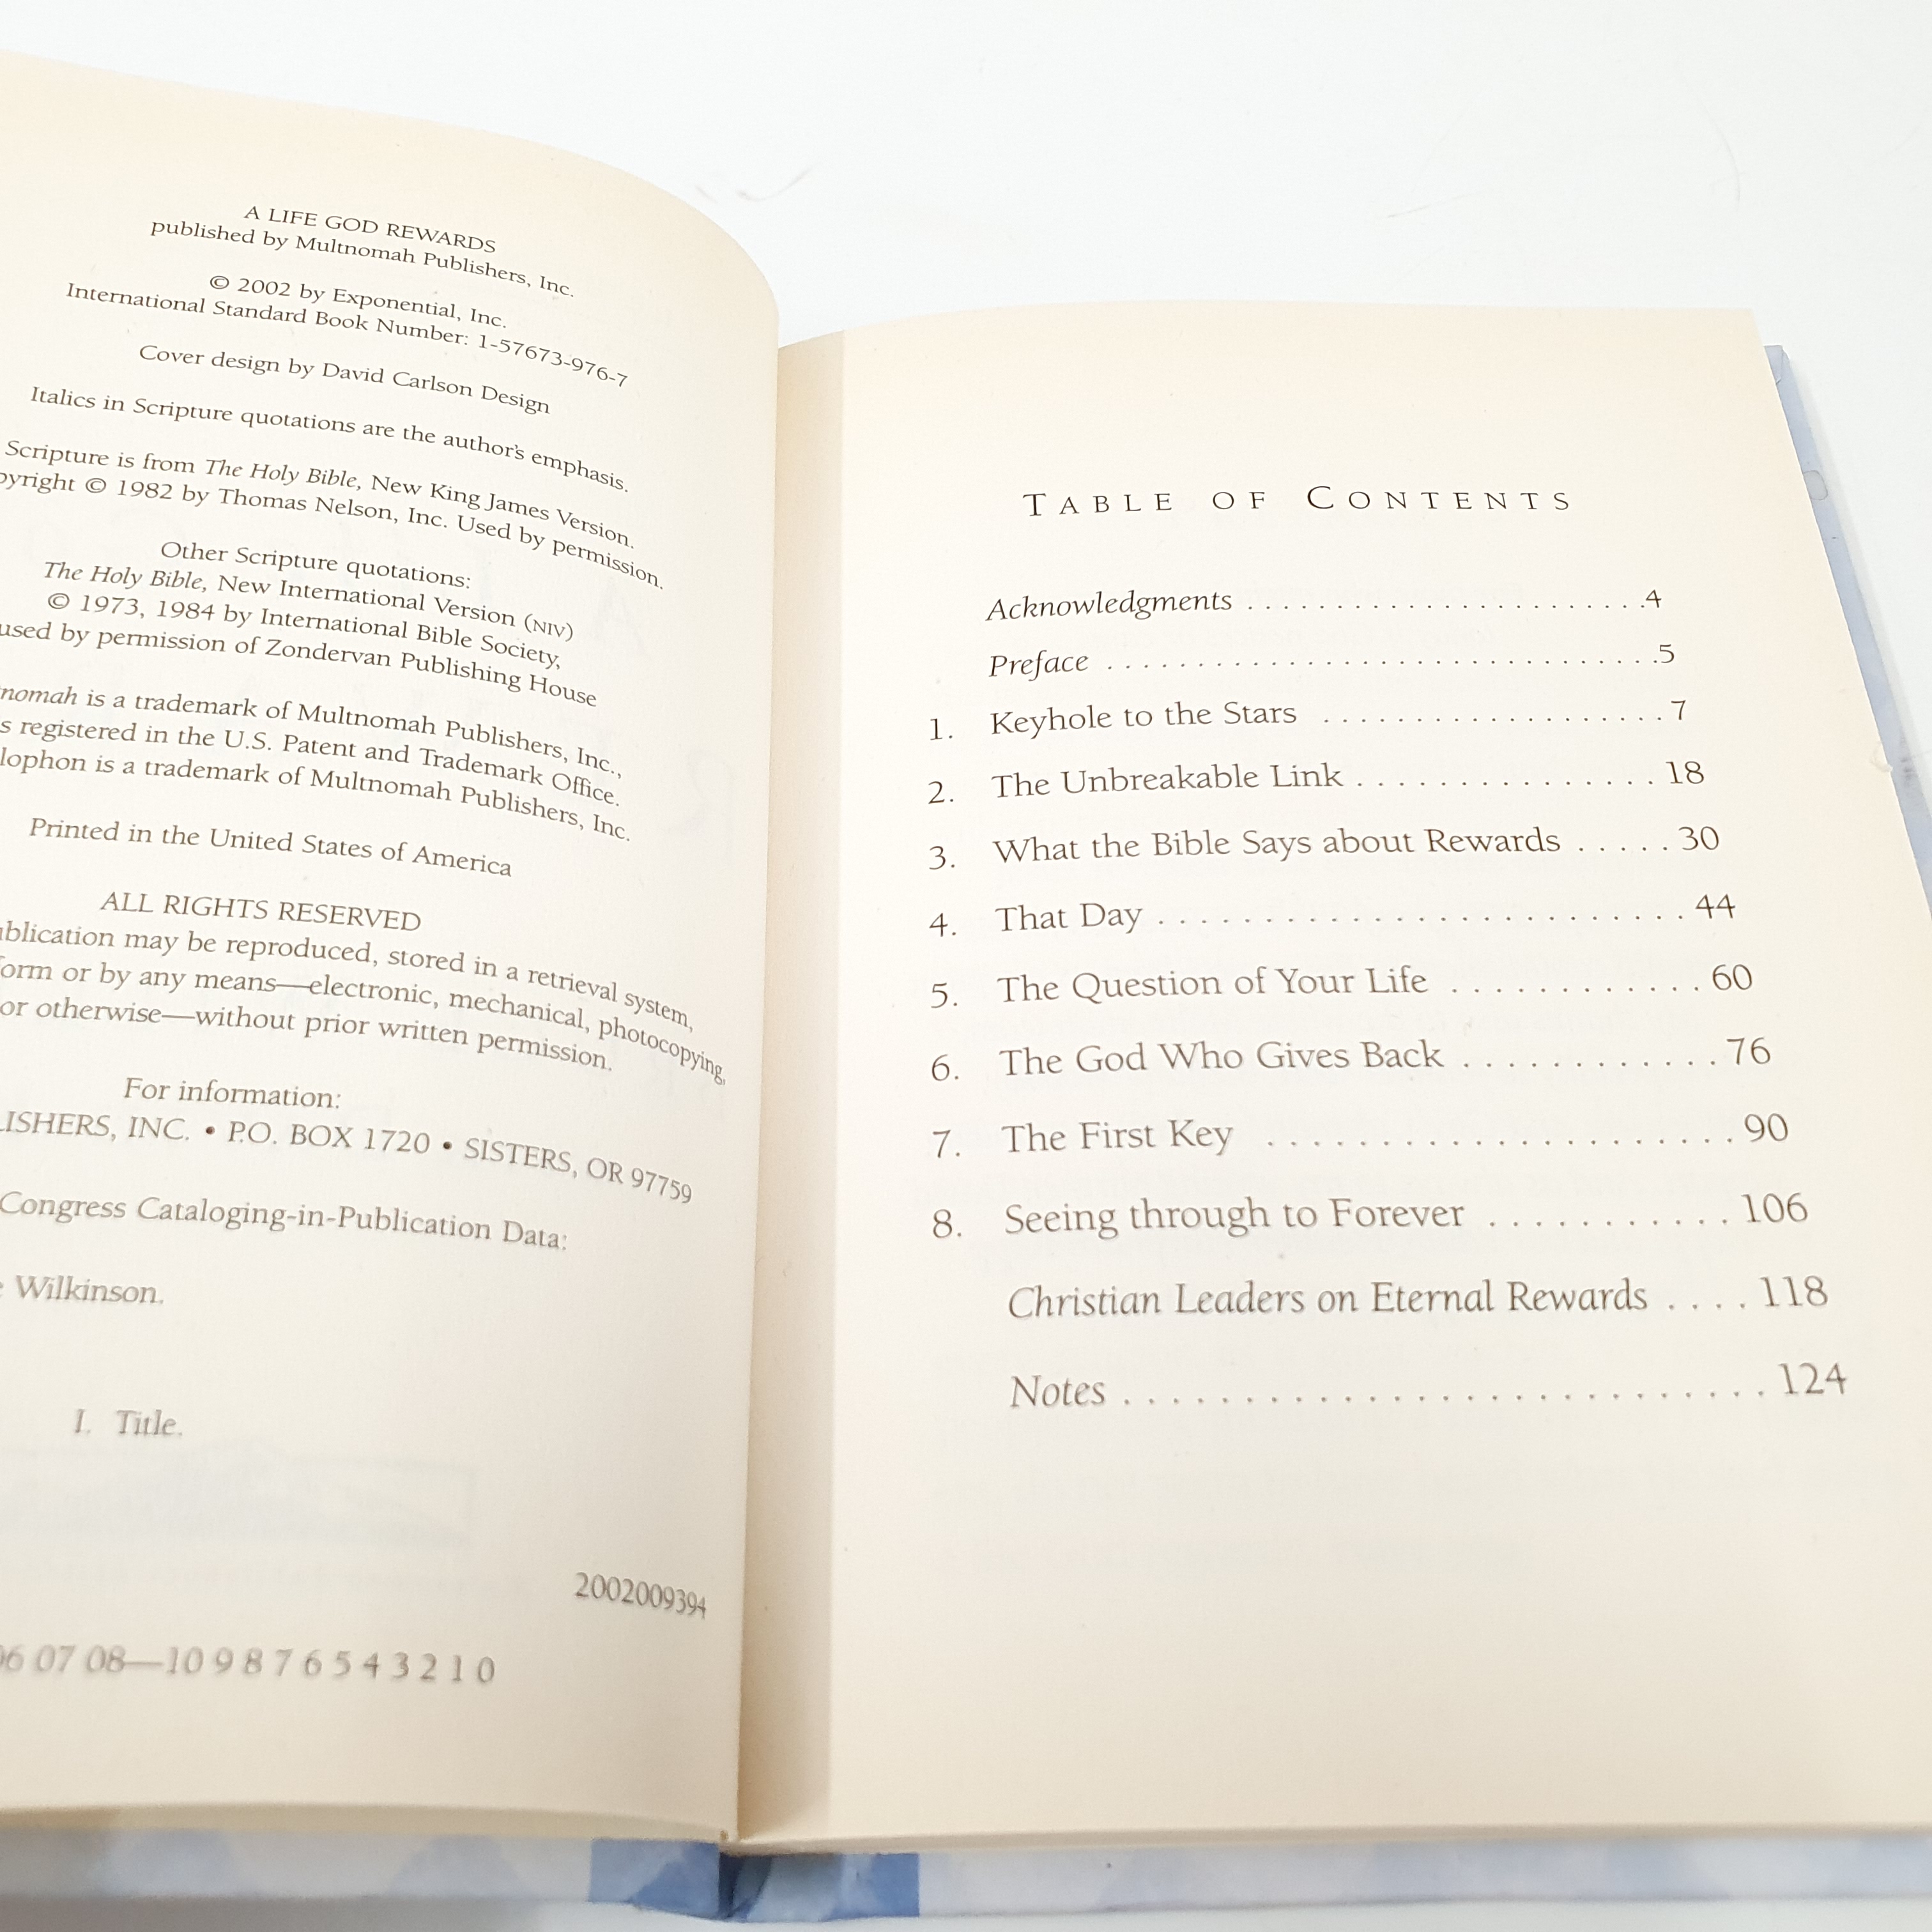 A LIFE GOD REWARDS
published by Multnomah Publishers, Inc.
© 2002 by Exponential, Inc.
International Standard Book Number: 1-57673-976-7
Cover design by David Carlson Design
Italics in Scripture quotations are the author's emphasis.
Scripture is from The Holy Bible, New King James Version.
© 1982 by Thomas Nelson, Inc. Used by permission.
Other Scripture quotations:
The Holy Bible, New International Version (NIV)
© 1973, 1984 by International Bible Society,
used by permission of Zondervan Publishing House
is a trademark of Multnomah Publishers, Inc.,
registered in the U.S. Patent and Trademark Office.
is a trademark of Multnomah Publishers, Inc.
Printed in the United States of America
ALL RIGHTS RESERVED
may be reproduced, stored in a retrieval system,
or by any means—electronic, mechanical, photocopying,
or otherwise—without prior written permission.
For information:
INC. • P.O. BOX 1720 • SISTERS, OR 97759
Congress Cataloging-in-Publication Data:
Wilkinson.
I. Title.
2002009394
07 08—10 9 8 7 6 5 4 3 2 1 0
TABLE OF CONTENTS
Acknowledgments . . . . . . . . . . . . . . . . . . . . . . . .4
Preface . . . . . . . . . . . . . . . . . . . . . . . . . . . . . . .5
1. Keyhole to the Stars . . . . . . . . . . . . . . . . . . . 7
2. The Unbreakable Link . . . . . . . . . . . . . . . 18
3. What the Bible Says about Rewards . . . . . 30
4. That Day . . . . . . . . . . . . . . . . . . . . . . . . . 44
5. The Question of Your Life . . . . . . . . . . . . 60
6. The God Who Gives Back . . . . . . . . . . . . 76
7. The First Key . . . . . . . . . . . . . . . . . . . . . 90
8. Seeing through to Forever . . . . . . . . . . . 106
Christian Leaders on Eternal Rewards . . . . 118
Notes . . . . . . . . . . . . . . . . . . . . . . . . . . 124